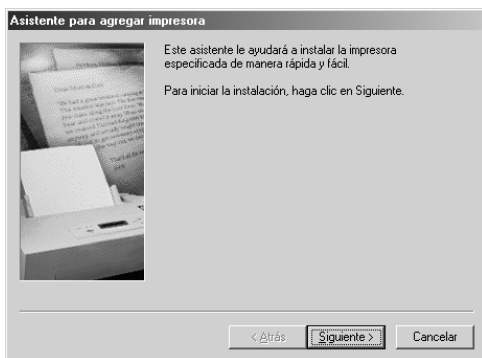 Asistente para agregar impresora
Este asistente le ayudará a instalar la impresora
especificada de manera rápida y fácil.
Para iniciar la instalación, haga clic en Siguiente.
< Atrás
Siguiente >
Cancelar